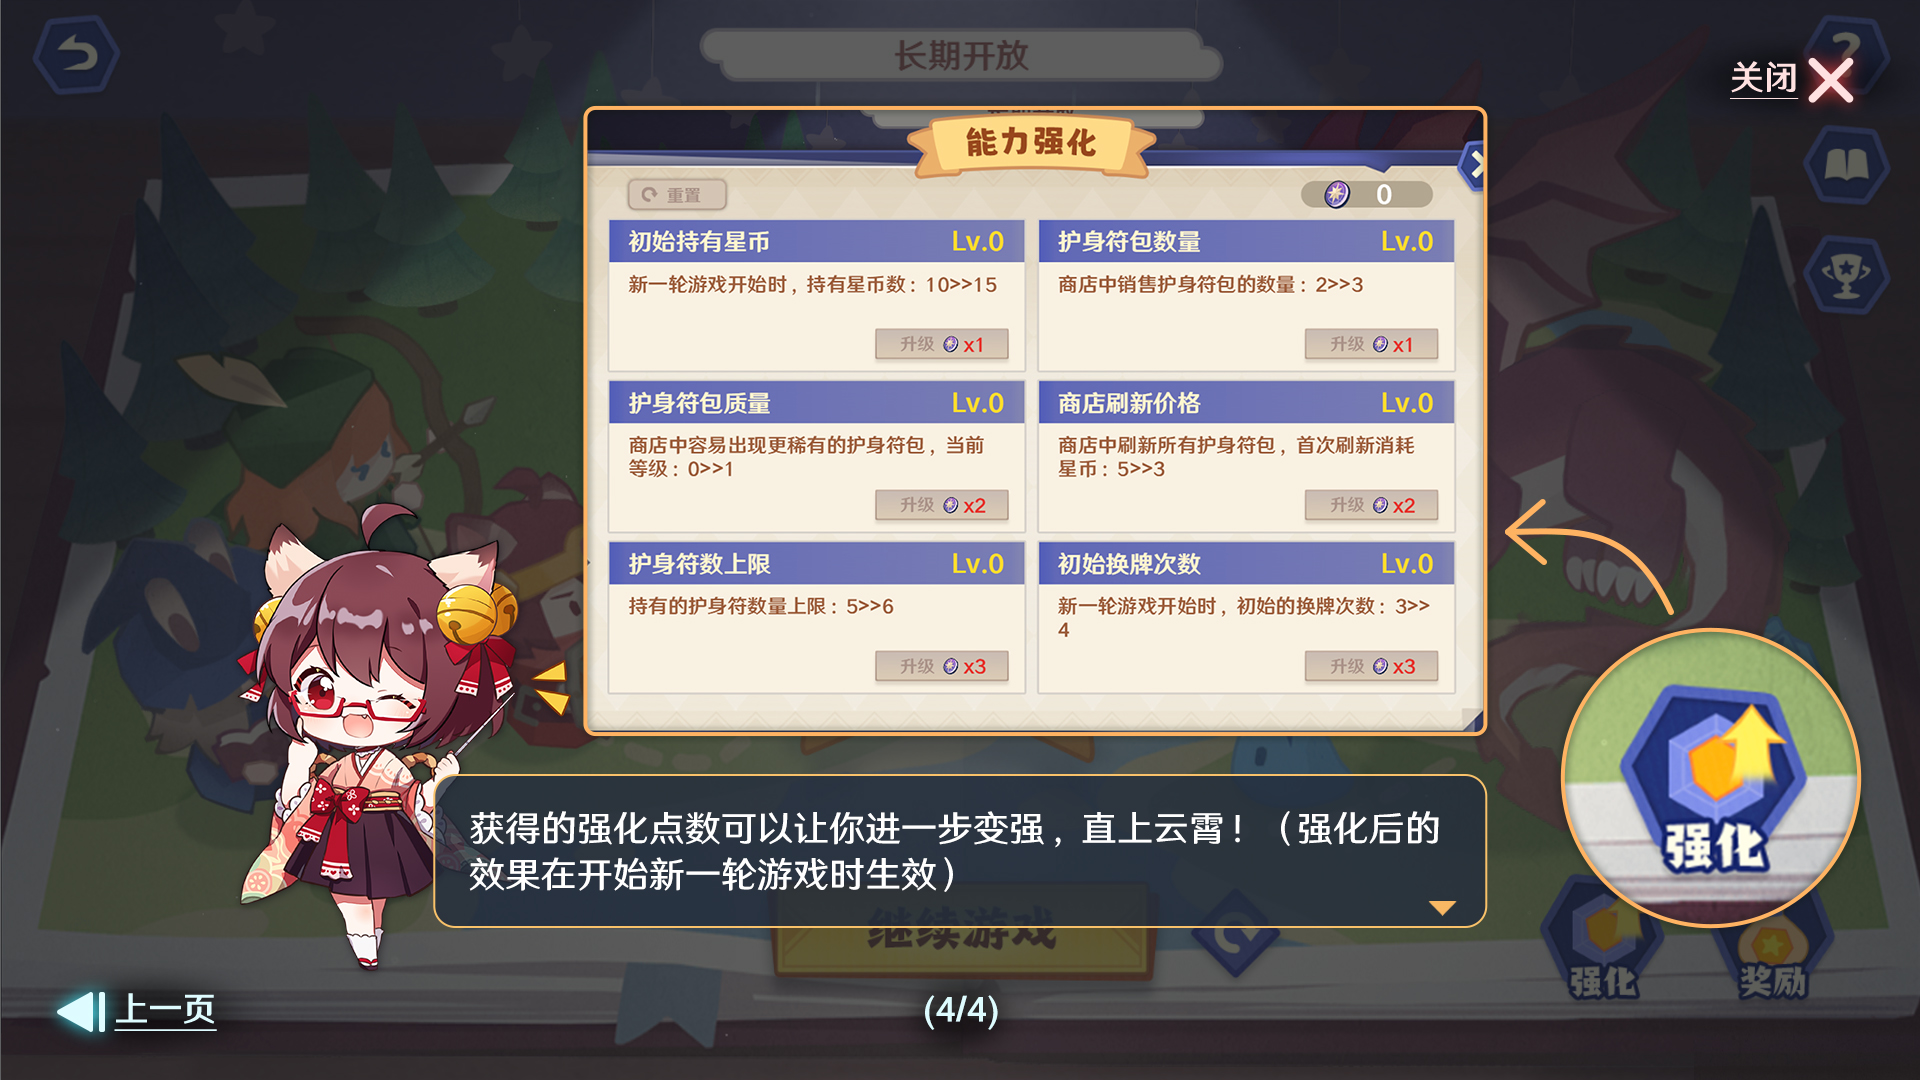 长期开放
关闭
能力强化
重置
0
初始持有星币 Lv.0
新一轮游戏开始时，持有星币数：10>>15
升级 x1
护身符包数量 Lv.0
商店中销售护身符包的数量：2>>3
升级 x1
护身符包质量 Lv.0
商店中容易出现更稀有的护身符包，当前
等级：0>>1
升级 x2
商店刷新价格 Lv.0
商店中刷新所有护身符包，首次刷新消耗
星币：5>>3
升级 x2
护身符数上限 Lv.0
持有的护身符数量上限：5>>6
升级 x3
初始换牌次数 Lv.0
新一轮游戏开始时，初始的换牌次数：3>>
4
升级 x3
强化
获得的强化点数可以让你进一步变强，直上云霄！（强化后的
效果在开始新一轮游戏时生效）
继续游戏
强化
奖励
上一页
(4/4)